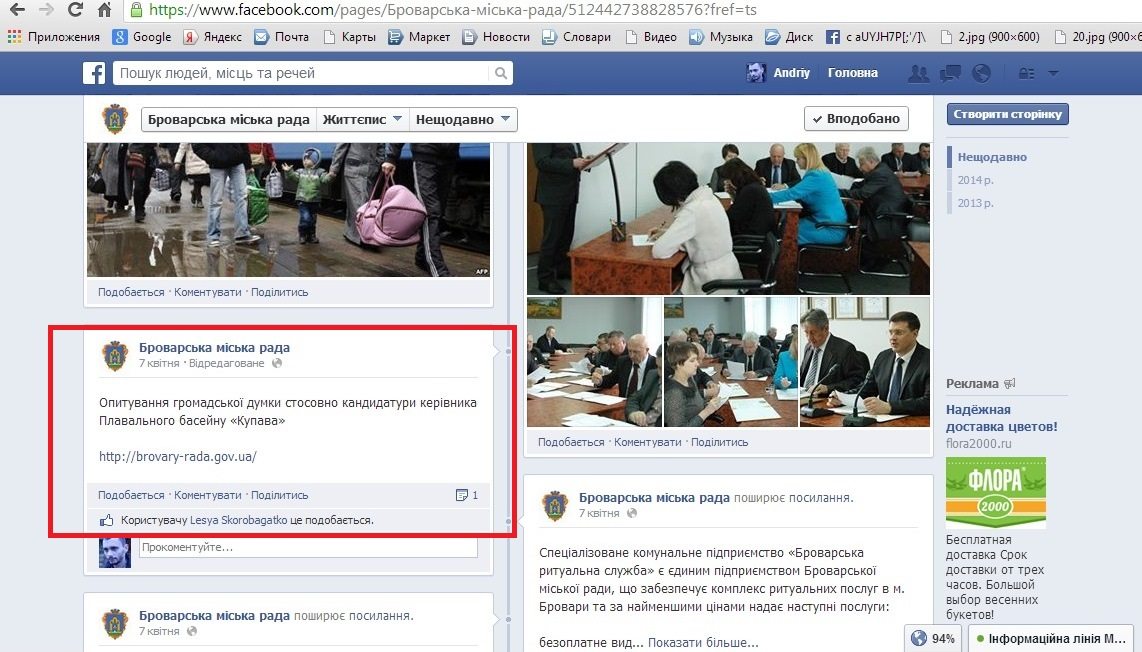 https://www.facebook.com/pages/Броварська-міська-рада/512442738828576?fref=ts
Приложения Google Яндекс Почта Карты Маркет Новости Словари Видео Музыка Диск с aUYJH7P[;'/]\ 2.jpg (900×600) 20.jpg (900×6
Пошук людей, місць та речей
Andriy Головна
Броварська міська рада Життєпис Нещодавно
Вподобано
Створити сторінку
Нещодавно
2014 р.
2013 р.
AFP
Подобається · Коментувати · Поділитись
Броварська міська рада
7 квітня · Відредаговане
Опитування громадської думки стосовно кандидатури керівника
Плавального басейну «Купава»
http://brovary-rada.gov.ua/
Подобається · Коментувати · Поділитись 1
Користувачу Lesya Skorobagatko це подобається.
Прокоментуйте...
Броварська міська рада поширює посилання.
7 квітня
Подобається · Коментувати · Поділитись
Броварська міська рада поширює посилання.
7 квітня
Спеціалізоване комунальне підприємство «Броварська
ритуальна служба» є єдиним підприємством Броварської
міської ради, що забезпечує комплекс ритуальних послуг в м.
Бровари та за найменшими цінами надає наступні послуги:
безоплатне вид... Показати більше...
Реклама
Надёжная
доставка цветов!
flora2000.ru
ФЛОРА
2000
Бесплатная
доставка Срок
доставки от трех
часов. Большой
выбор весенних
букетов!
94%
Інформаційна лінія М...